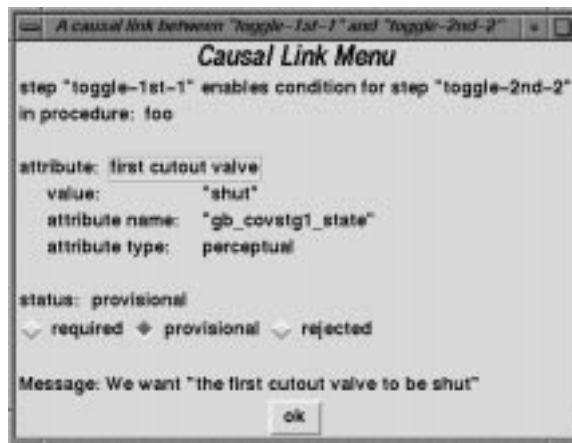 A causal link between "toggle-1st-1" and "toggle-2nd-2"
Causal Link Menu
step "toggle-1st-1" enables condition for step "toggle-2nd-2"
in procedure: foo
attribute: first cutout valve
value: "shut"
attribute name: "gb_covstg1_state"
attribute type: perceptual
status: provisional
required provisional rejected
Message: We want "the first cutout valve to be shut"
ok